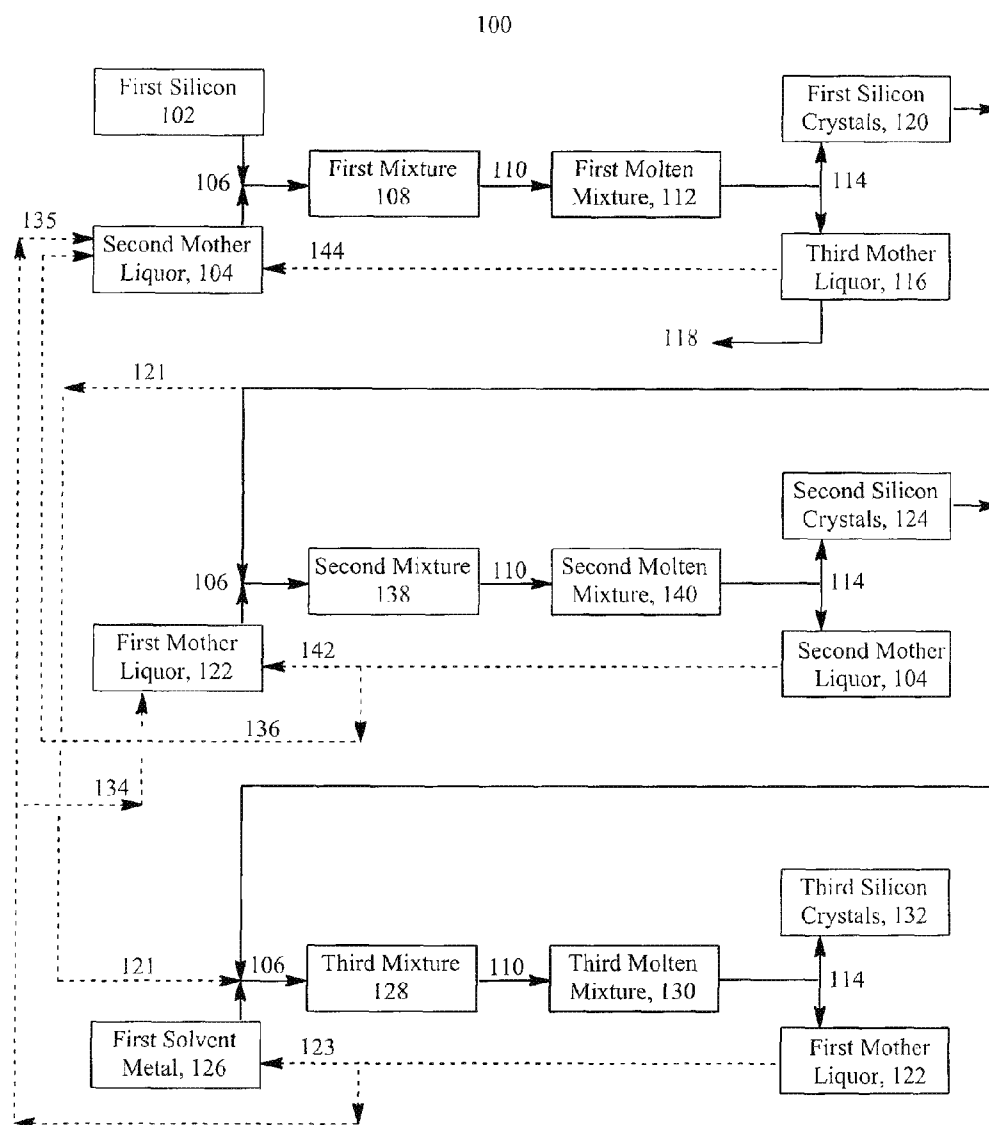 100
First Silicon
102
First Silicon
Crystals, 120
106
First Mixture
108
110
First Molten
Mixture, 112
114
135
Second Mother
Liquor, 104
144
Third Mother
Liquor, 116
118
121
Second Silicon
Crystals, 124
106
Second Mixture
138
110
Second Molten
Mixture, 140
114
First Mother
Liquor, 122
142
Second Mother
Liquor, 104
136
134
Third Silicon
Crystals, 132
121
106
Third Mixture
128
110
Third Molten
Mixture, 130
114
First Solvent
Metal, 126
123
First Mother
Liquor, 122